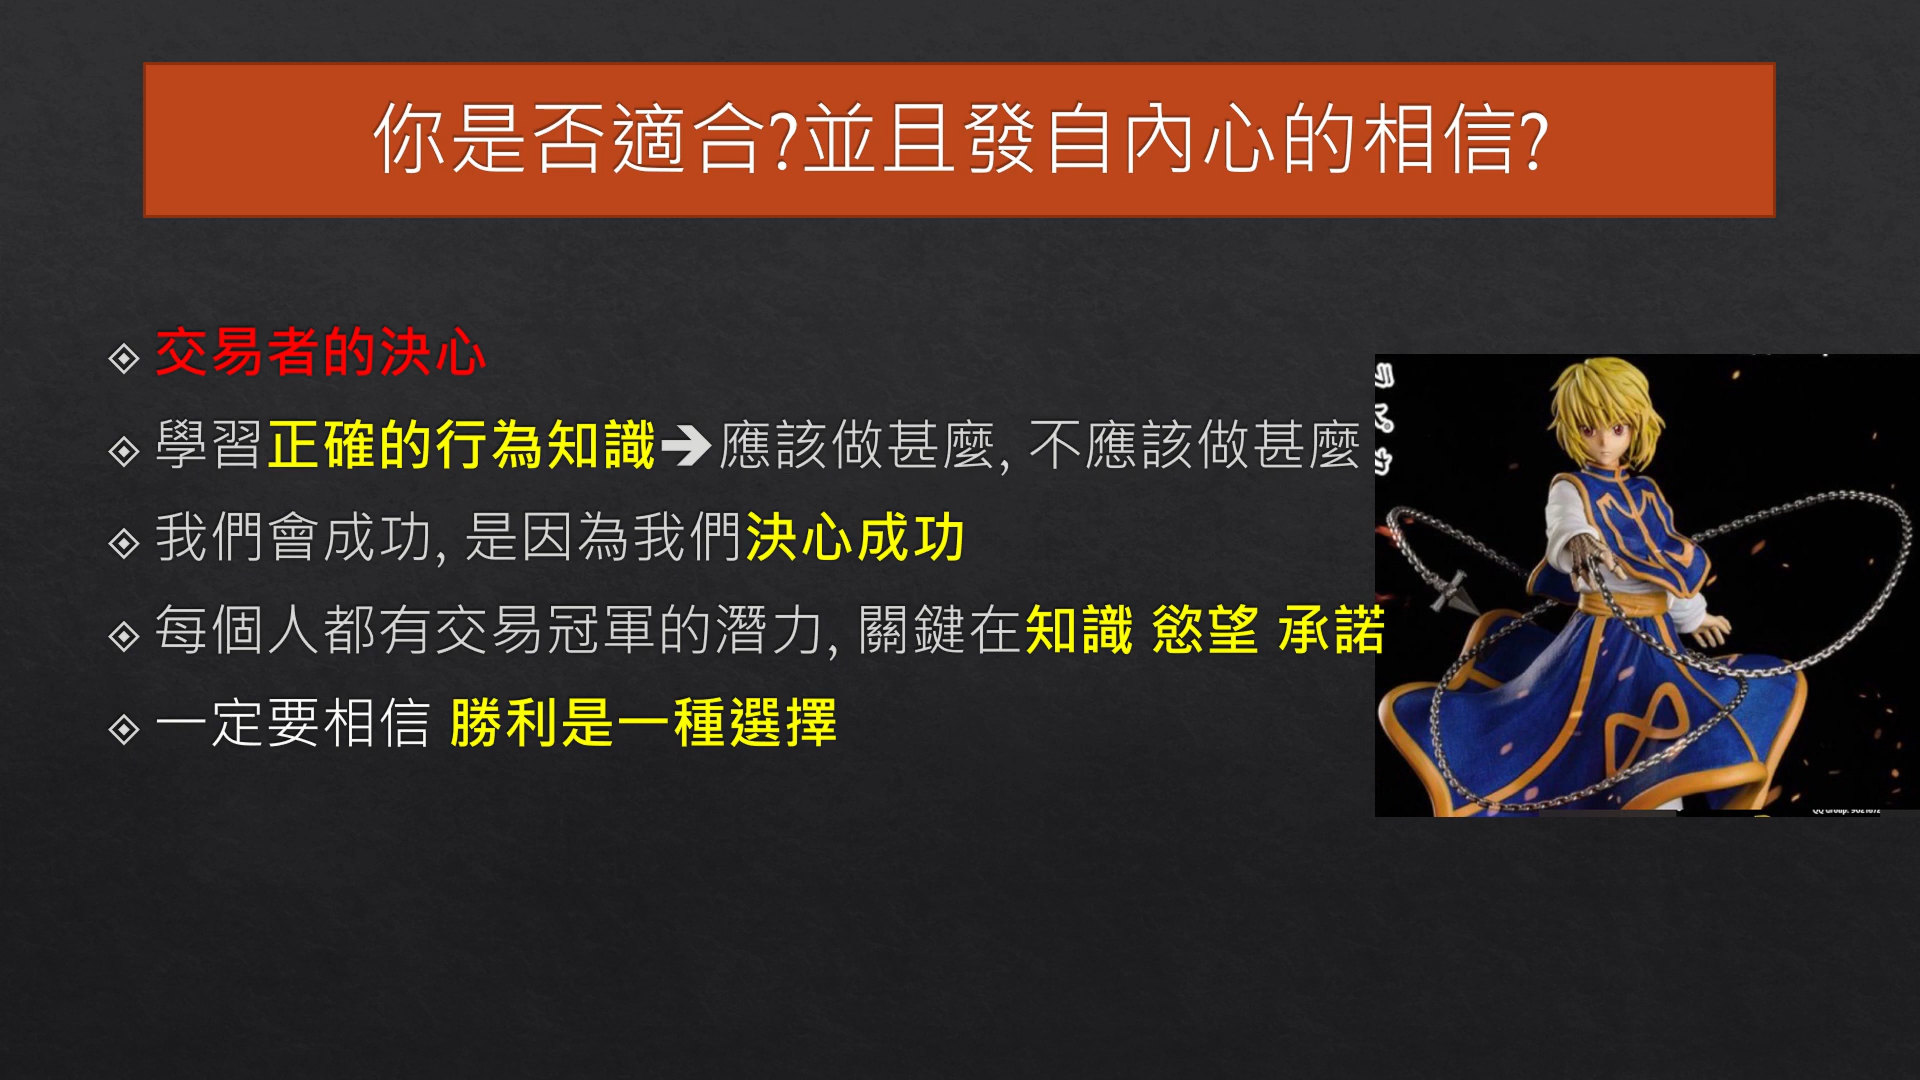 你是否適合?並且發自內心的相信?
交易者的決心
學習正確的行為知識➔應該做甚麼, 不應該做甚麼
我們會成功, 是因為我們決心成功
每個人都有交易冠軍的潛力, 關鍵在知識 慾望 承諾
一定要相信 勝利是一種選擇